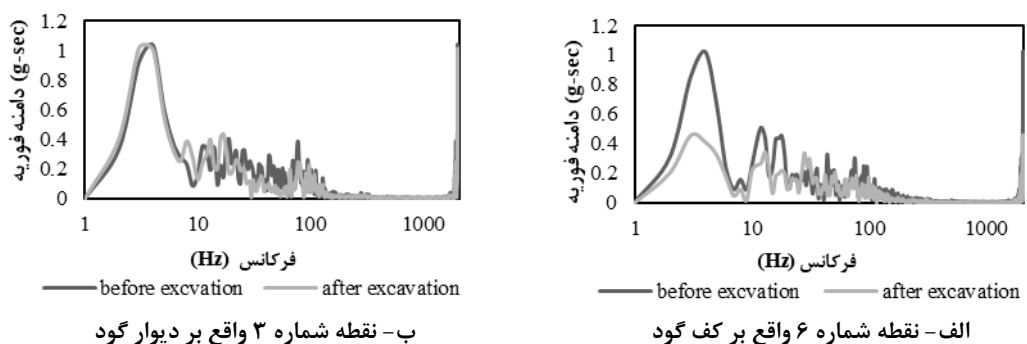 1.2
1
0.8
0.6
0.4
0.2
0
دامنه فوریه (g-sec)
1 10 100 1000
فرکانس (Hz)
before excvation after excavation
الف- نقطه شماره ۶ واقع بر کف گود
1.2
1
0.8
0.6
0.4
0.2
0
دامنه فوریه (g-sec)
1 10 100 1000
فرکانس (Hz)
before excvation after excavation
ب- نقطه شماره ۳ واقع بر دیوار گود